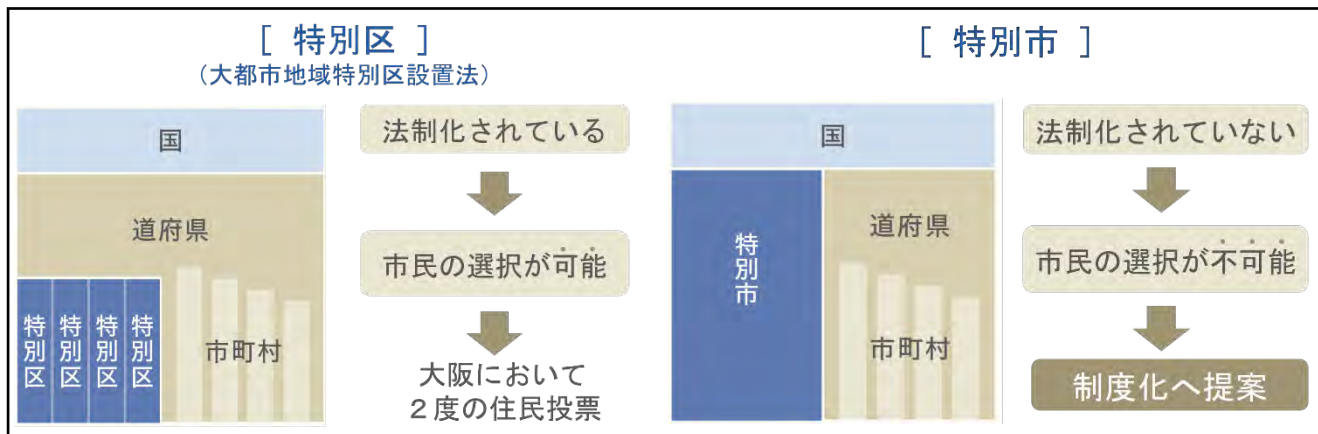 ［ 特別区 ］
（大都市地域特別区設置法）
国
道府県
特別区
特別区
特別区
特別区
市町村
法制化されている
市民の選択が可能
大阪において
２度の住民投票
［ 特別市 ］
国
特別市
道府県
市町村
法制化されていない
市民の選択が不可能
制度化へ提案